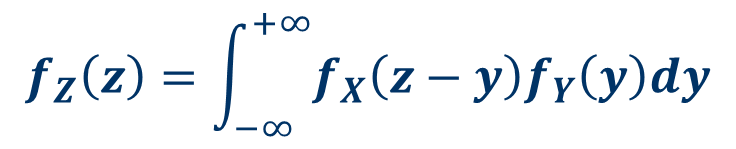 f_Z(z) = ∫_{−∞}^{+∞} f_X(z − y)f_Y(y)dy